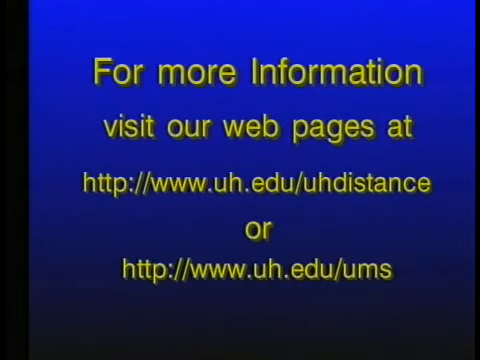 For more Information
visit our web pages at
http://www.uh.edu/uhdistance
or
http://www.uh.edu/ums